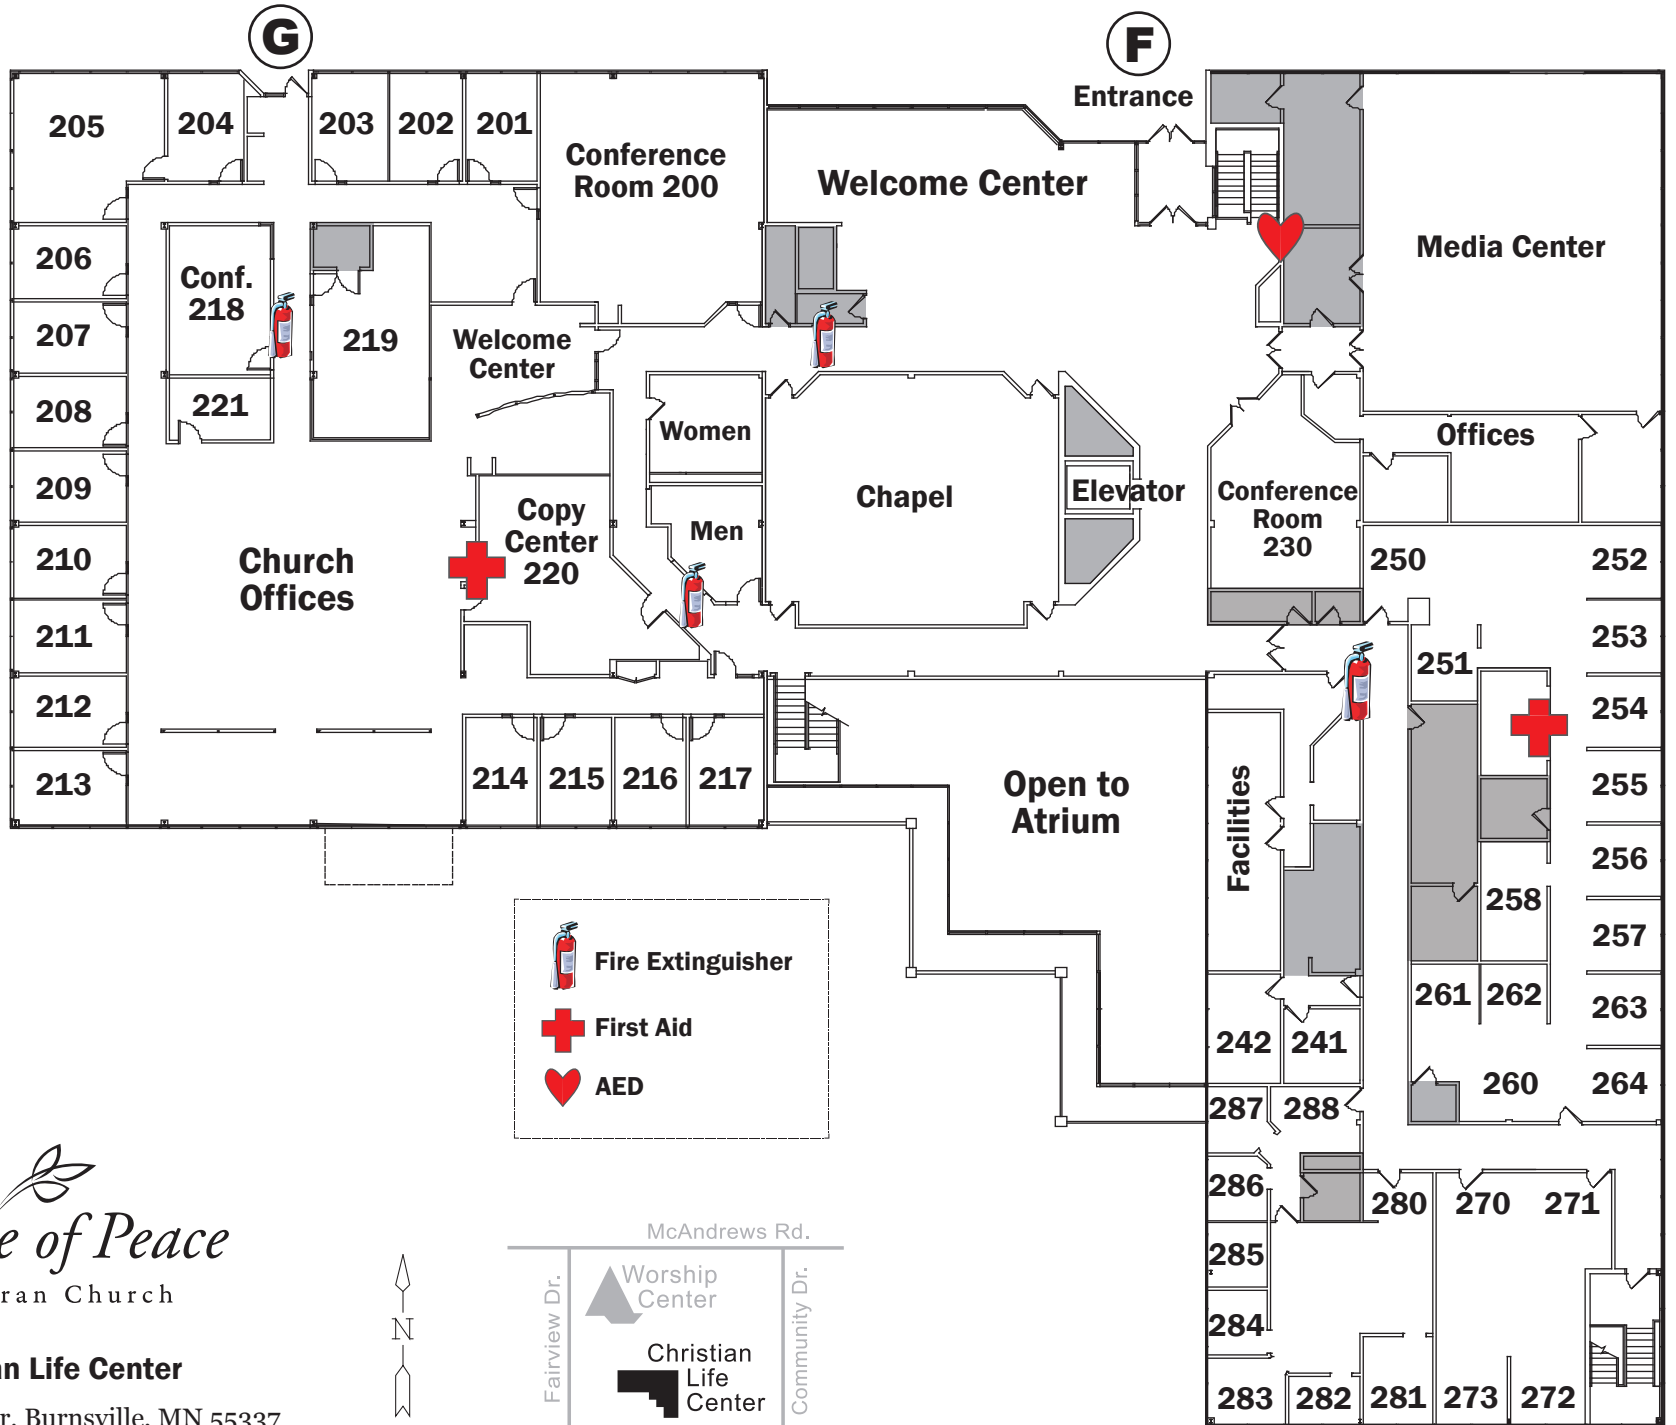 G
F
Entrance
205
204
203
202
201
Conference
Room 200
Welcome Center
Media Center
206
Conf.
218
207
219
Welcome
Center
208
221
Women
Offices
209
Chapel
Elevator
Conference
Room
230
Copy
Center
220
Men
210
Church
Offices
250
252
211
251
253
212
254
213
214
215
216
217
Open to
Atrium
Facilities
255
256
258
257
Fire Extinguisher
First Aid
AED
261
262
263
242
241
260
264
287
288
286
280
270
271
285
284
283
282
281
273
272
of Peace
Church
Life Center
Burnsville, MN 55337
N
McAndrews Rd.
Fairview Dr.
Worship
Center
Community Dr.
Christian
Life
Center